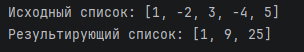 Исходный список: [1, -2, 3, -4, 5]
Результирующий список: [1, 9, 25]